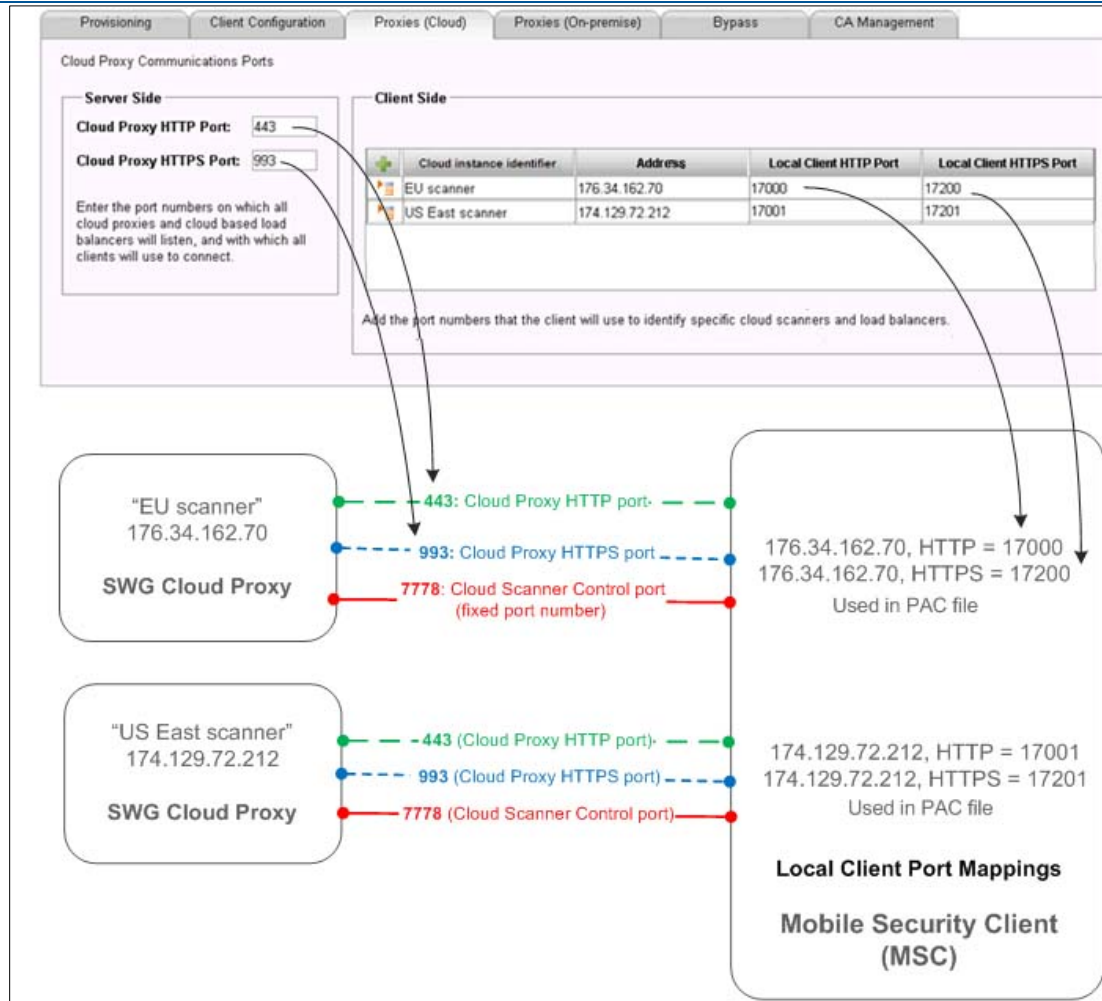 Provisioning Client Configuration Proxies (Cloud) Proxies (On-premise) Bypass CA Management
Cloud Proxy Communications Ports
Server Side
Cloud Proxy HTTP Port: 443
Cloud Proxy HTTPS Port: 993
Enter the port numbers on which all
cloud proxies and cloud based load
balancers will listen, and with which all
clients will use to connect.
Client Side
Cloud instance identifier Address Local Client HTTP Port Local Client HTTPS Port
EU scanner 176.34.162.70 17000 17200
US East scanner 174.129.72.212 17001 17201
Add the port numbers that the client will use to identify specific cloud scanners and load balancers.
“EU scanner”
176.34.162.70
SWG Cloud Proxy
443: Cloud Proxy HTTP port
993: Cloud Proxy HTTPS port
7778: Cloud Scanner Control port
(fixed port number)
176.34.162.70, HTTP = 17000
176.34.162.70, HTTPS = 17200
Used in PAC file
“US East scanner”
174.129.72.212
SWG Cloud Proxy
443 (Cloud Proxy HTTP port)
993 (Cloud Proxy HTTPS port)
7778 (Cloud Scanner Control port)
174.129.72.212, HTTP = 17001
174.129.72.212, HTTPS = 17201
Used in PAC file
Local Client Port Mappings
Mobile Security Client
(MSC)